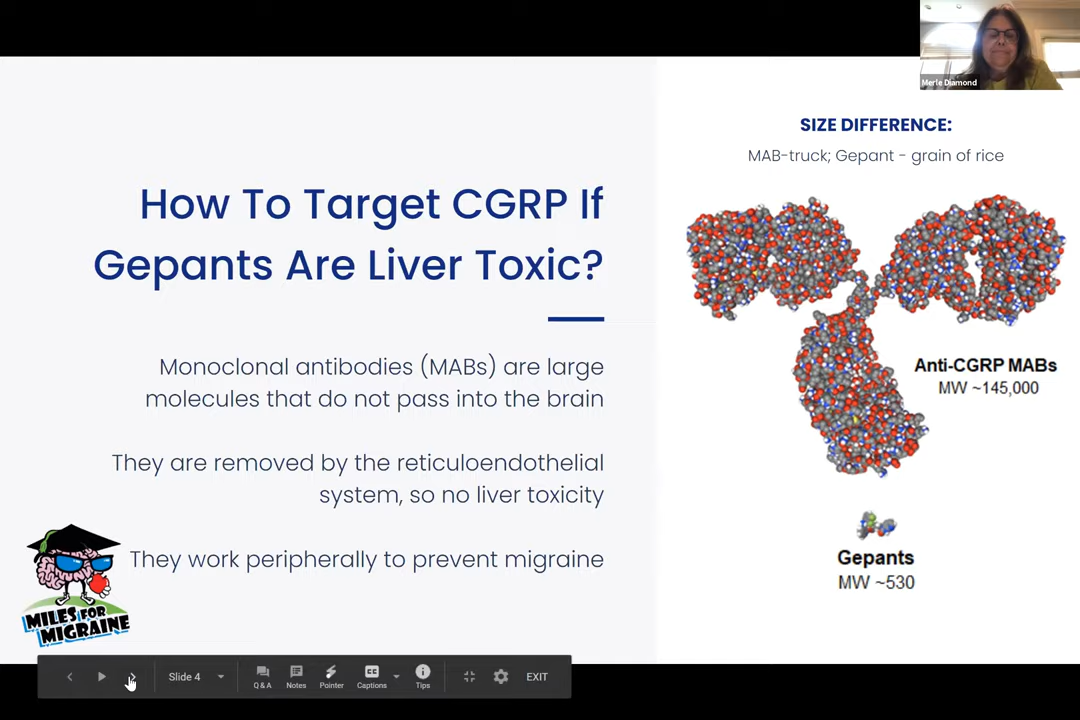 Merle Diamond
How To Target CGRP If
Gepants Are Liver Toxic?
Monoclonal antibodies (MABs) are large
molecules that do not pass into the brain
They are removed by the reticuloendothelial
system, so no liver toxicity
They work peripherally to prevent migraine
MILES FOR
MIGRAINE
SIZE DIFFERENCE:
MAB-truck; Gepant - grain of rice
Anti-CGRP MABs
MW ~145,000
Gepants
MW ~530
Slide 4
Q & A
Notes
Pointer
Captions
Tips
EXIT